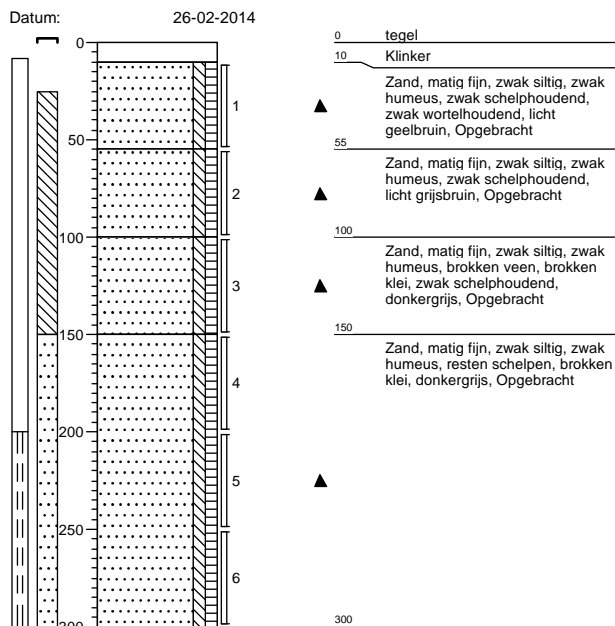 Datum: 26-02-2014
0
50
100
150
200
250
300
1
2
3
4
5
6
0 tegel
10 Klinker
Zand, matig fijn, zwak siltig, zwak
humeus, zwak schelphoudend,
zwak wortelhoudend, licht
geelbruin, Opgebracht
55
Zand, matig fijn, zwak siltig, zwak
humeus, zwak schelphoudend,
licht grijsbruin, Opgebracht
100
Zand, matig fijn, zwak siltig, zwak
humeus, brokken veen, brokken
klei, zwak schelphoudend,
donkergrijs, Opgebracht
150
Zand, matig fijn, zwak siltig, zwak
humeus, resten schelpen, brokken
klei, donkergrijs, Opgebracht
300